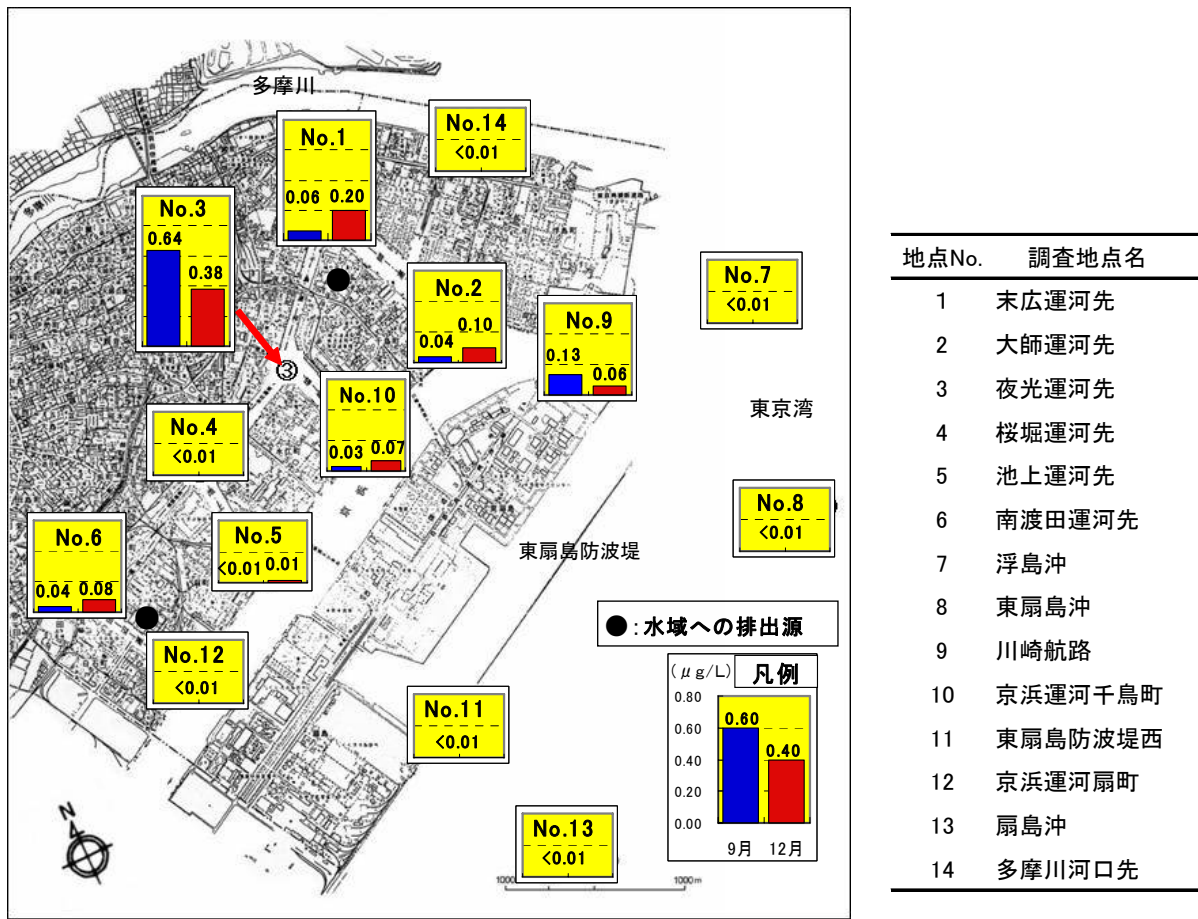 多摩川
No.14
<0.01
No.1
0.06 0.20
多摩川
No.3
0.64
0.38
No.7
<0.01
No.2
0.04 0.10
No.9
0.13
0.06
③
東京湾
No.10
0.03 0.07
No.4
<0.01
No.8
<0.01
No.6
0.04 0.08
No.5
<0.01 0.01
東扇島防波堤
●:水域への排出源
No.12
<0.01
(μg/L) 凡例
0.80
0.60
0.40
0.20
0.00
0.60
0.40
9月 12月
No.11
<0.01
N
No.13
<0.01
1000 1000m
地点No. 調査地点名
1 末広運河先
2 大師運河先
3 夜光運河先
4 桜堀運河先
5 池上運河先
6 南渡田運河先
7 浮島沖
8 東扇島沖
9 川崎航路
10 京浜運河千鳥町
11 東扇島防波堤西
12 京浜運河扇町
13 扇島沖
14 多摩川河口先